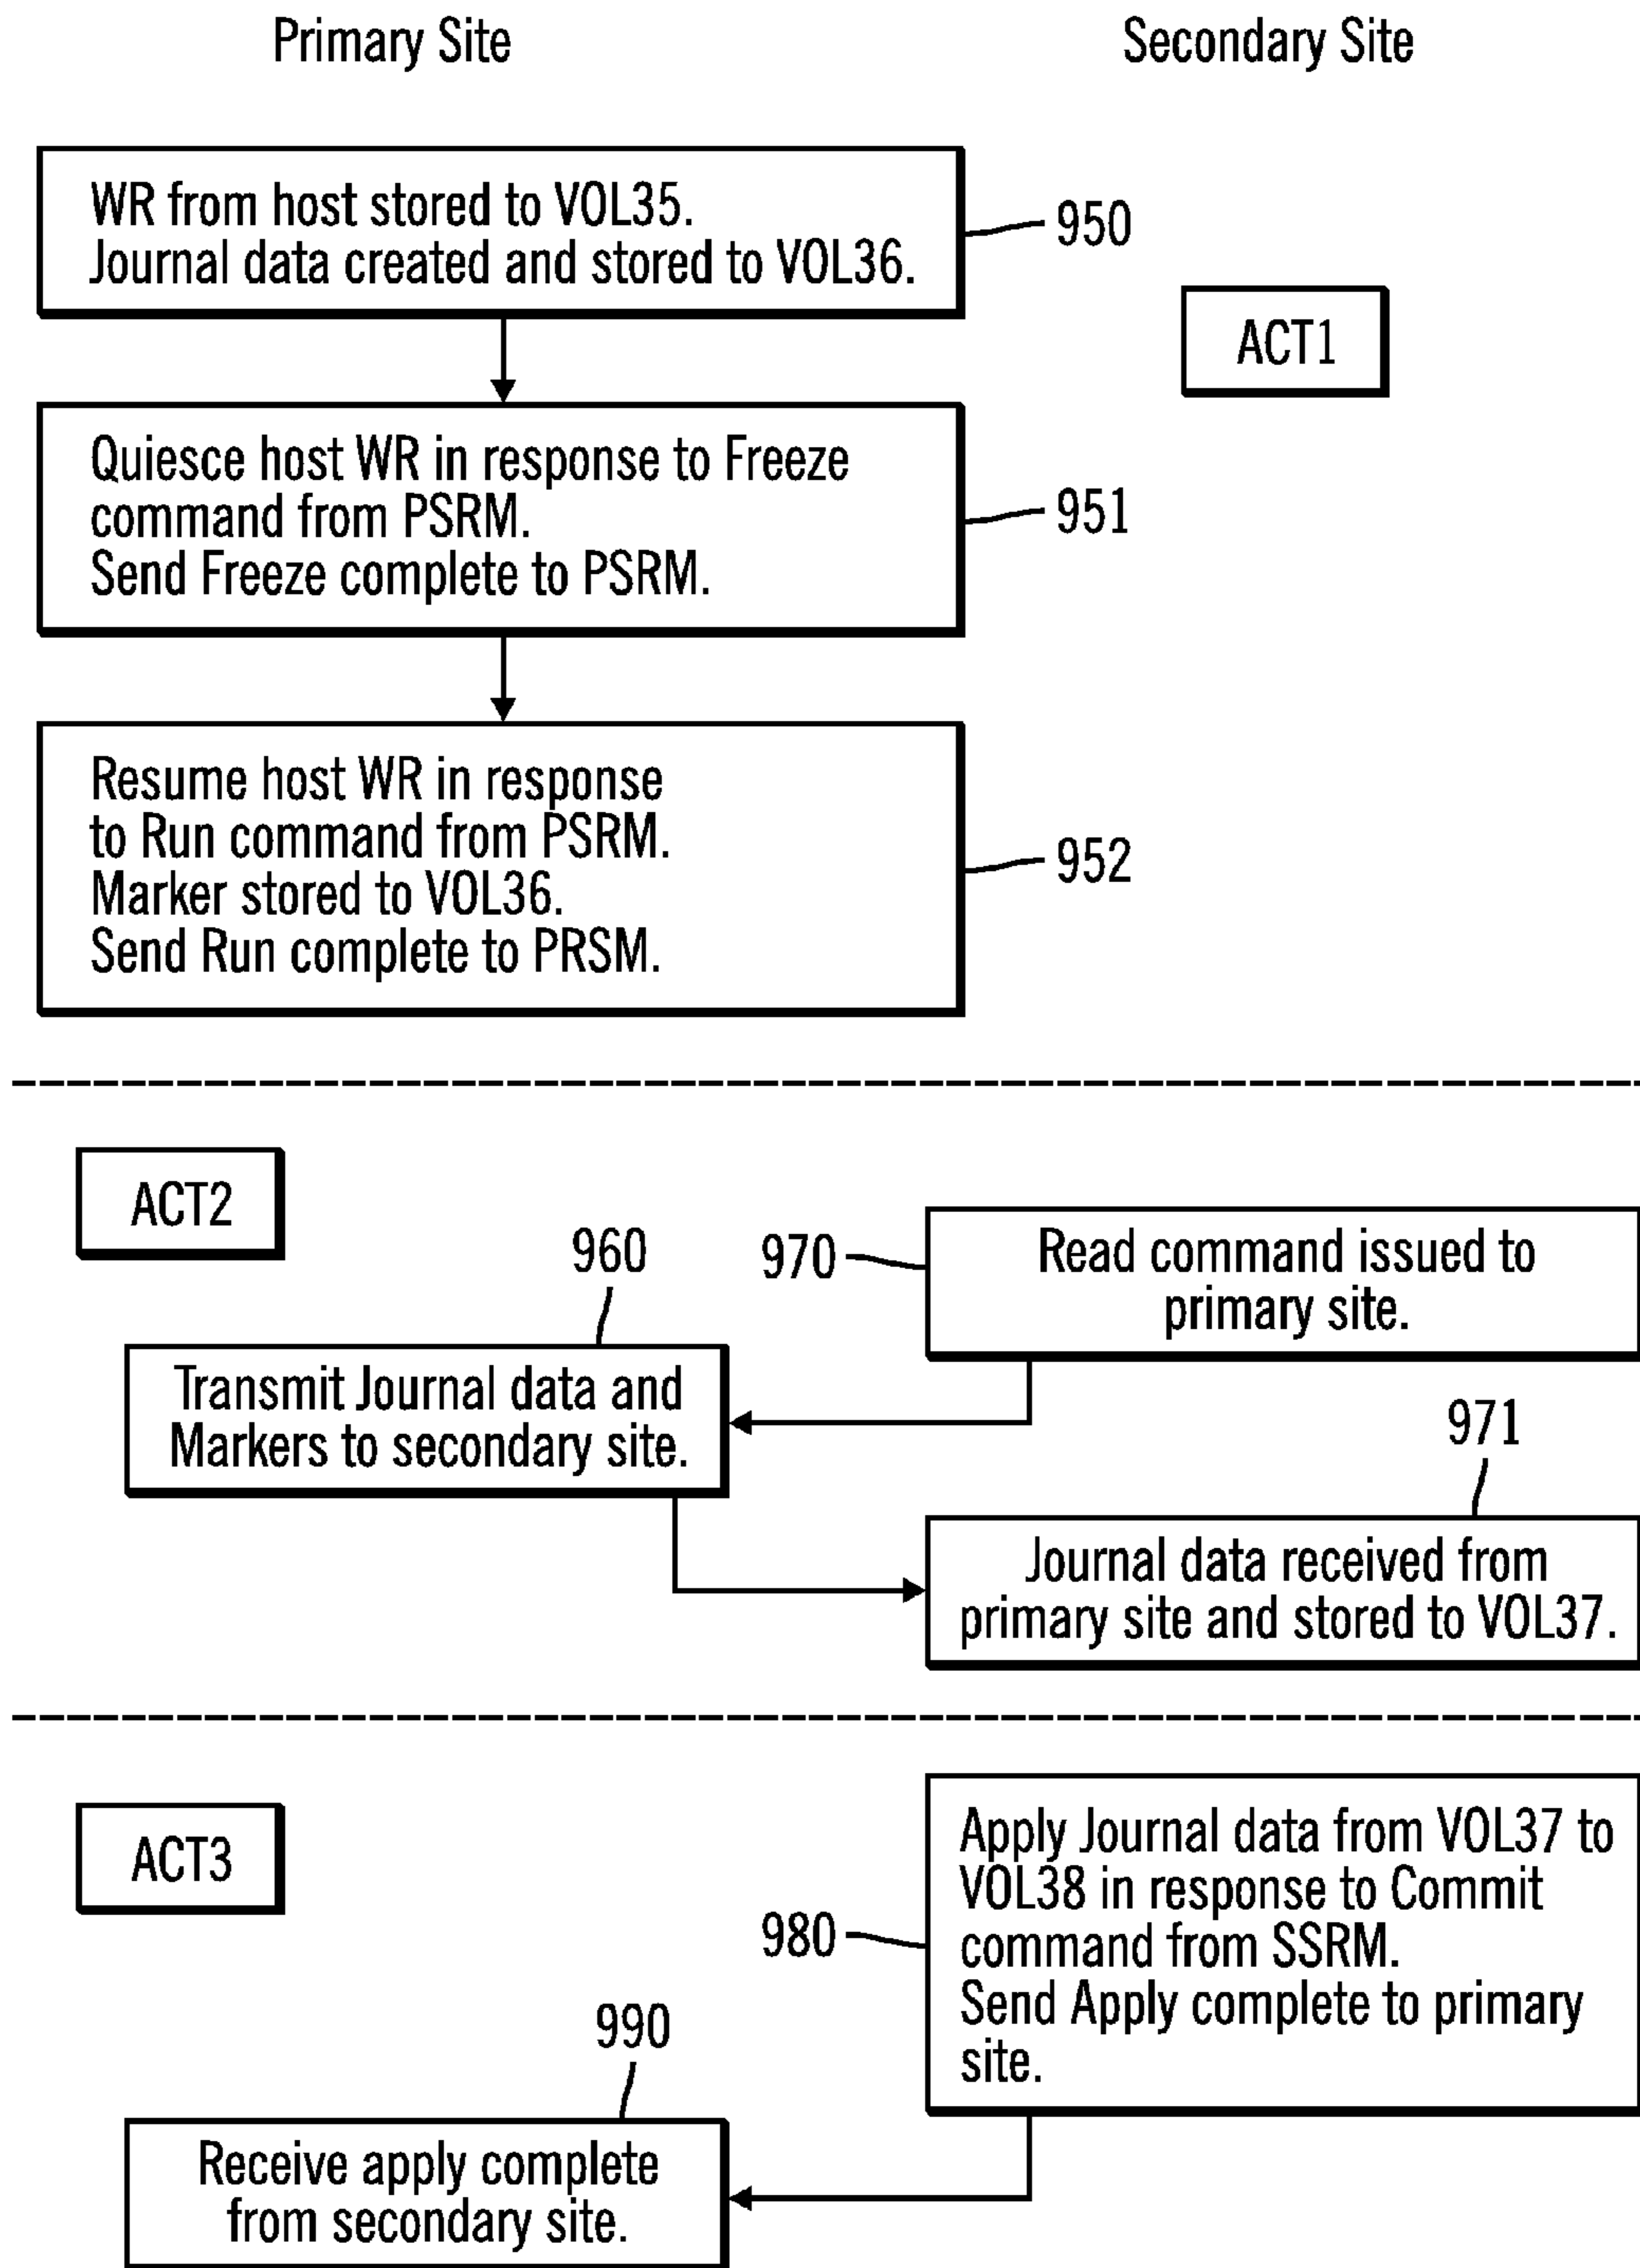 Primary Site
Secondary Site
WR from host stored to VOL35.
Journal data created and stored to VOL36.
950
ACT1
Quiesce host WR in response to Freeze
command from PSRM.
Send Freeze complete to PSRM.
951
Resume host WR in response
to Run command from PSRM.
Marker stored to VOL36.
Send Run complete to PRSM.
952
ACT2
960
970
Read command issued to
primary site.
Transmit Journal data and
Markers to secondary site.
971
Journal data received from
primary site and stored to VOL37.
ACT3
980
Apply Journal data from VOL37 to
VOL38 in response to Commit
command from SSRM.
Send Apply complete to primary
site.
990
Receive apply complete
from secondary site.